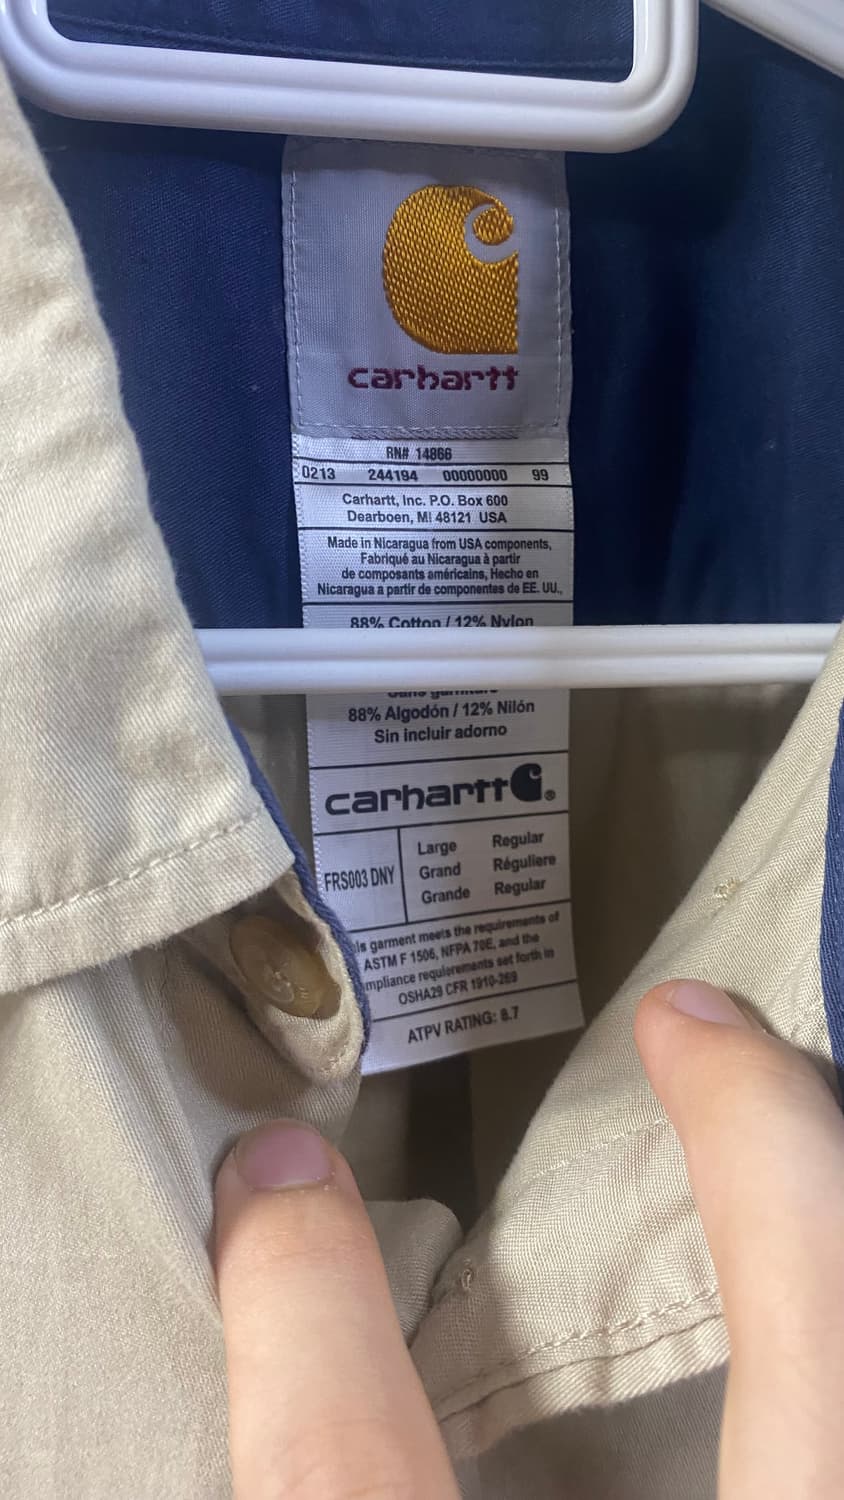 carhartt
RN# 14866
0213 244194 00000000 99
Carhartt, Inc. P.O. Box 600
Dearboen, MI 48121 USA
Made in Nicaragua from USA components,
Fabriqué au Nicaragua à partir
de composants américains, Hecho en
Nicaragua a partir de componentes de EE. UU.,
88% Cotton / 12% Nylon
88% Algodón / 12% Nilón
Sin incluir adorno
carhartt ®
FRS003 DNY
Large Regular
Grand Réguliere
Grande Regular
garment meets the requirements of
ASTM F 1506, NFPA 70E, and the
requierements set forth in
OSHA29 CFR 1910-269
ATPV RATING: 8.7